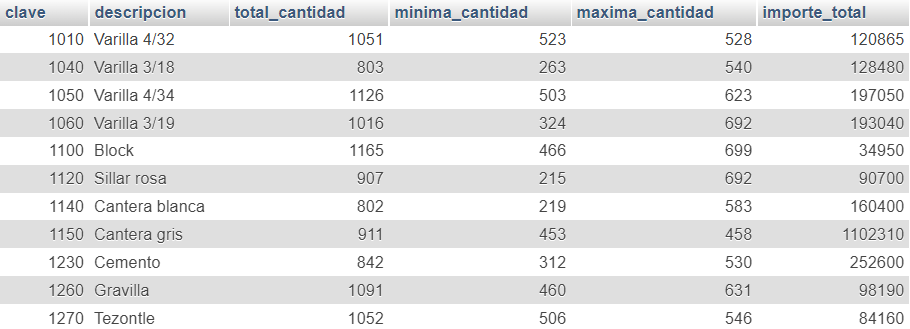 clave descripcion total_cantidad minima_cantidad maxima_cantidad importe_total
1010 Varilla 4/32 1051 523 528 120865
1040 Varilla 3/18 803 263 540 128480
1050 Varilla 4/34 1126 503 623 197050
1060 Varilla 3/19 1016 324 692 193040
1100 Block 1165 466 699 34950
1120 Sillar rosa 907 215 692 90700
1140 Cantera blanca 802 219 583 160400
1150 Cantera gris 911 453 458 1102310
1230 Cemento 842 312 530 252600
1260 Gravilla 1091 460 631 98190
1270 Tezontle 1052 506 546 84160